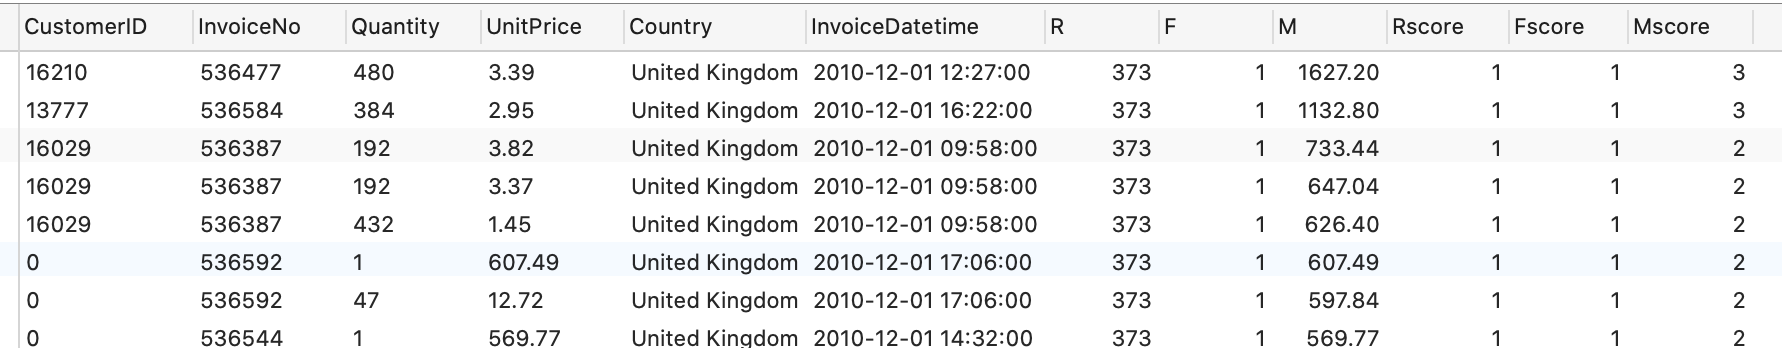 CustomerID InvoiceNo Quantity UnitPrice Country InvoiceDatetime R F M Rscore Fscore Mscore
16210 536477 480 3.39 United Kingdom 2010-12-01 12:27:00 373 1 1627.20 1 1 3
13777 536584 384 2.95 United Kingdom 2010-12-01 16:22:00 373 1 1132.80 1 1 3
16029 536387 192 3.82 United Kingdom 2010-12-01 09:58:00 373 1 733.44 1 1 2
16029 536387 192 3.37 United Kingdom 2010-12-01 09:58:00 373 1 647.04 1 1 2
16029 536387 432 1.45 United Kingdom 2010-12-01 09:58:00 373 1 626.40 1 1 2
0 536592 1 607.49 United Kingdom 2010-12-01 17:06:00 373 1 607.49 1 1 2
0 536592 47 12.72 United Kingdom 2010-12-01 17:06:00 373 1 597.84 1 1 2
0 536544 1 569.77 United Kingdom 2010-12-01 14:32:00 373 1 569.77 1 1 2